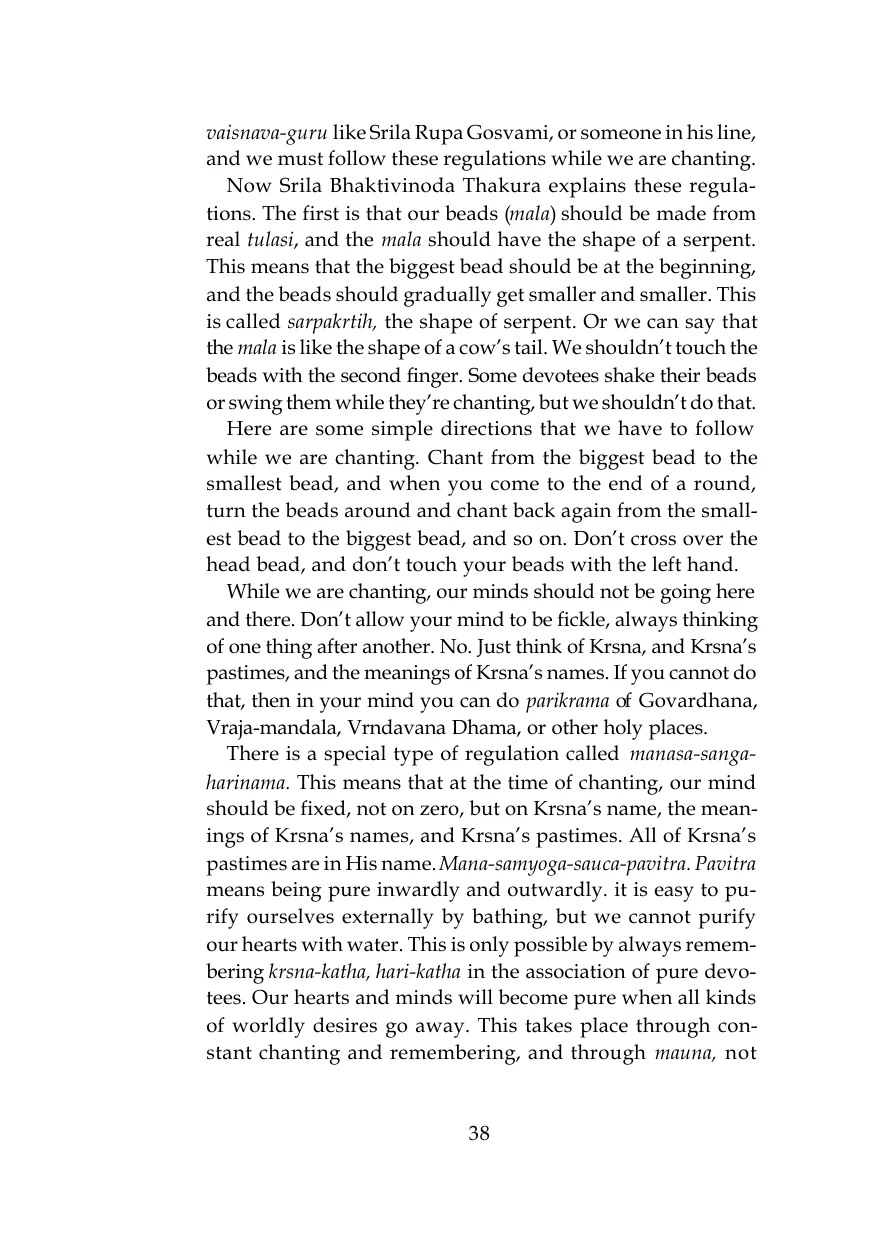 vaisnava-guru like Srila Rupa Gosvami, or someone in his line,
and we must follow these regulations while we are chanting.
Now Srila Bhaktivinoda Thakura explains these regula-
tions. The first is that our beads (mala) should be made from
real tulasi, and the mala should have the shape of a serpent.
This means that the biggest bead should be at the beginning,
and the beads should gradually get smaller and smaller. This
is called sarpakrtih, the shape of serpent. Or we can say that
the mala is like the shape of a cow’s tail. We shouldn’t touch the
beads with the second finger. Some devotees shake their beads
or swing them while they’re chanting, but we shouldn’t do that.
Here are some simple directions that we have to follow
while we are chanting. Chant from the biggest bead to the
smallest bead, and when you come to the end of a round,
turn the beads around and chant back again from the small-
est bead to the biggest bead, and so on. Don’t cross over the
head bead, and don’t touch your beads with the left hand.
While we are chanting, our minds should not be going here
and there. Don’t allow your mind to be fickle, always thinking
of one thing after another. No. Just think of Krsna, and Krsna’s
pastimes, and the meanings of Krsna’s names. If you cannot do
that, then in your mind you can do parikrama of Govardhana,
Vraja-mandala, Vrndavana Dhama, or other holy places.
There is a special type of regulation called manasa-sanga-
harinama. This means that at the time of chanting, our mind
should be fixed, not on zero, but on Krsna’s name, the mean-
ings of Krsna’s names, and Krsna’s pastimes. All of Krsna’s
pastimes are in His name. Mana-samyoga-sauca-pavitra. Pavitra
means being pure inwardly and outwardly. it is easy to pu-
rify ourselves externally by bathing, but we cannot purify
our hearts with water. This is only possible by always remem-
bering krsna-katha, hari-katha in the association of pure devo-
tees. Our hearts and minds will become pure when all kinds
of worldly desires go away. This takes place through con-
stant chanting and remembering, and through mauna, not
38